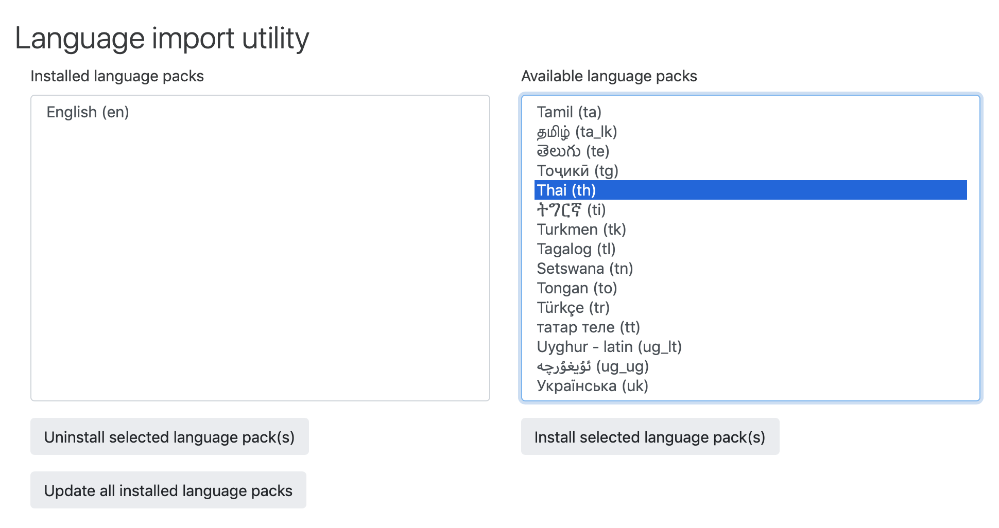 Language import utility
Installed language packs
English (en)
Uninstall selected language pack(s)
Update all installed language packs
Available language packs
Tamil (ta)
தமிழ் (ta_lk)
తెలుగు (te)
Тоҷикӣ (tg)
Thai (th)
ትግርኛ (ti)
Turkmen (tk)
Tagalog (tl)
Setswana (tn)
Tongan (to)
Türkçe (tr)
татар теле (tt)
Uyghur - latin (ug_lt)
ئۇيغۇرچە (ug_ug)
Українська (uk)
Install selected language pack(s)